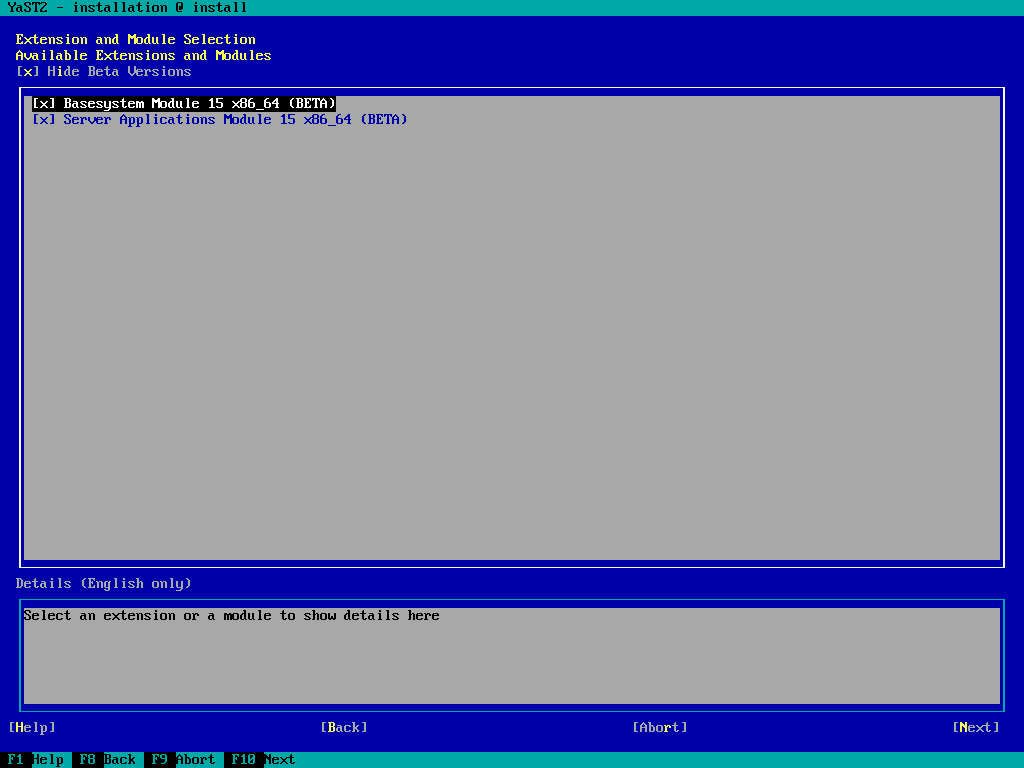 YaST2 - installation @ install
Extension and Module Selection
Available Extensions and Modules
[x] Hide Beta Versions
[x] Basesystem Module 15 x86_64 (BETA)
[x] Server Applications Module 15 x86_64 (BETA)
Details (English only)
Select an extension or a module to show details here
[Help] [Back] [Abort] [Next]
F1 Help F8 Back F9 Abort F10 Next